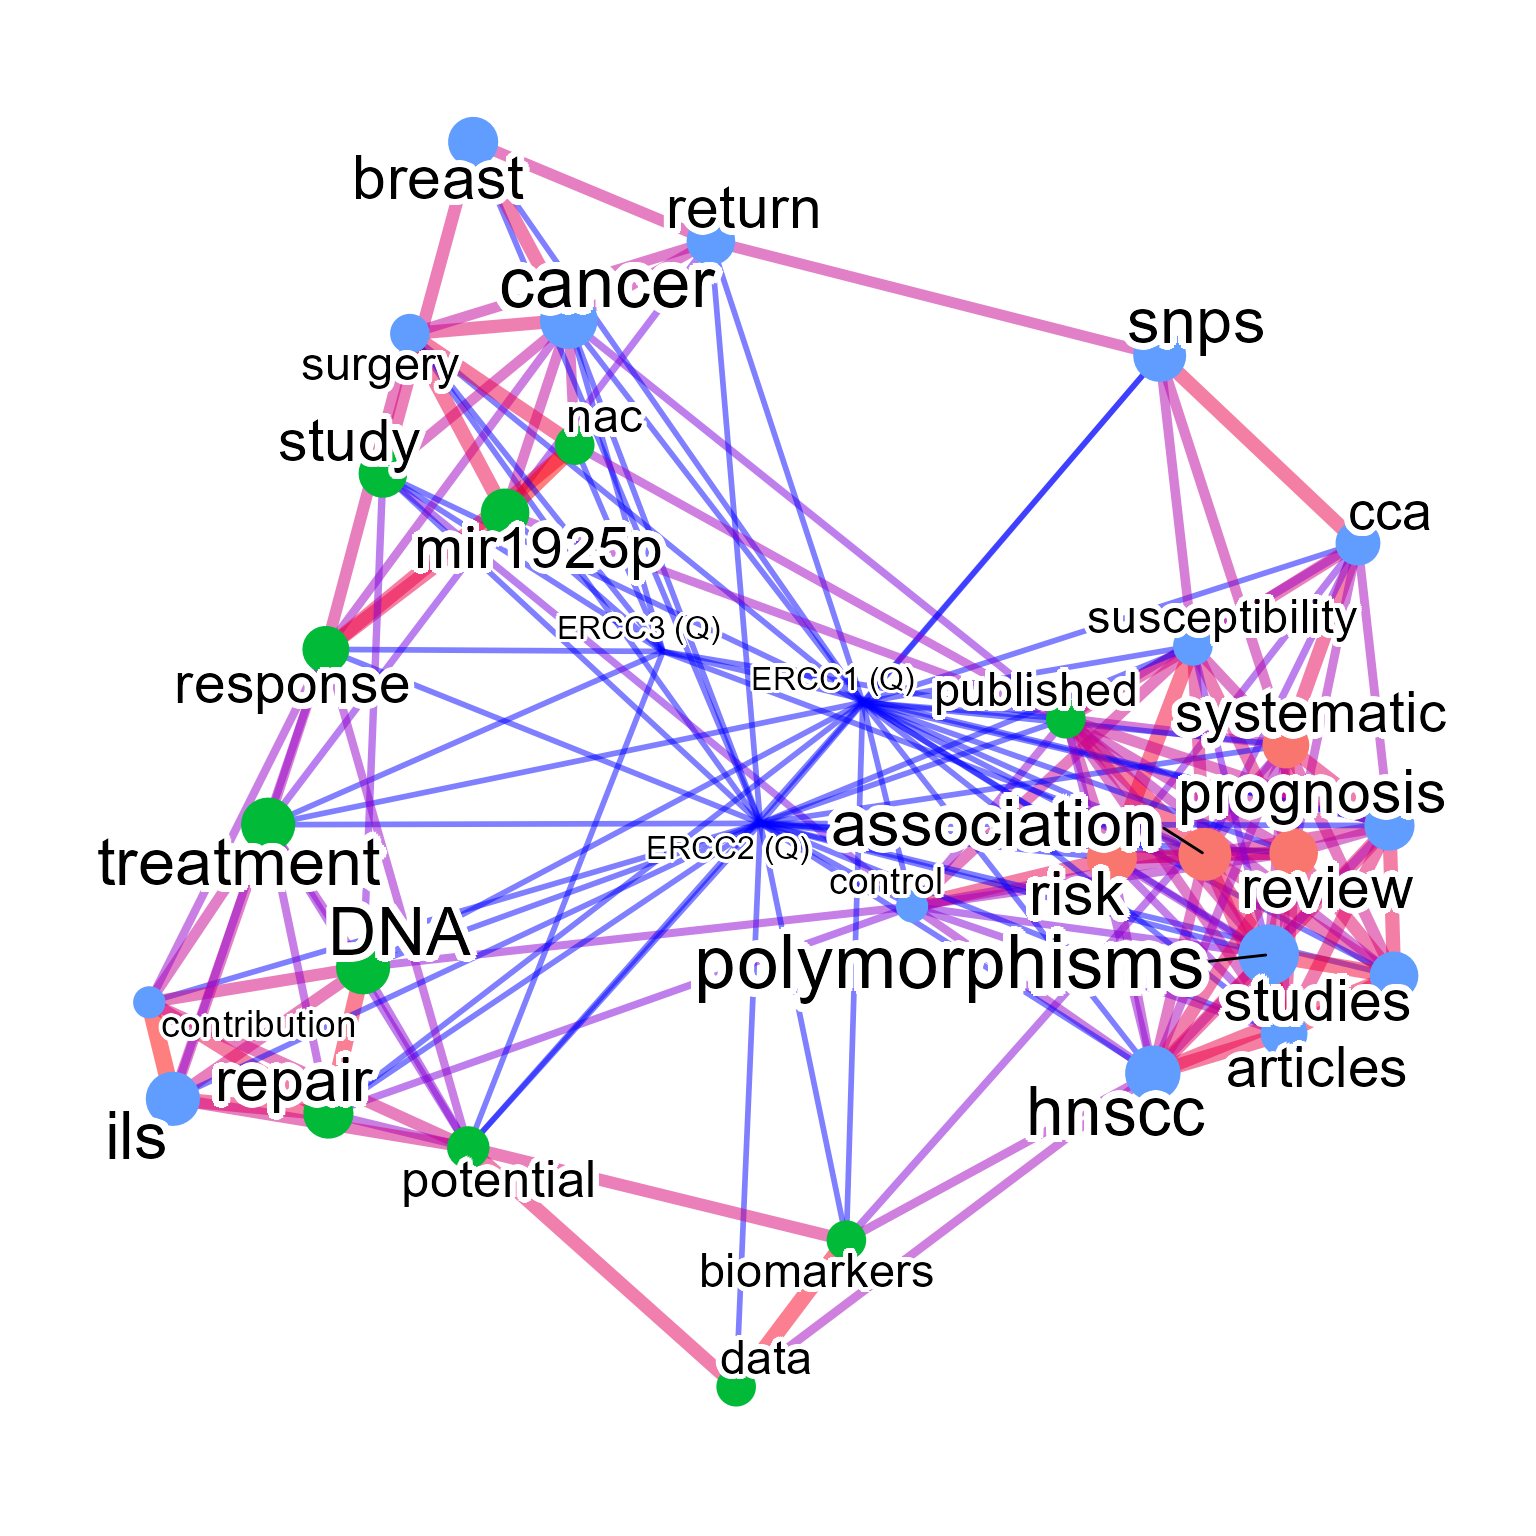 breast
return
cancer
snps
surgery
nac
study
cca
mir1925p
susceptibility
ERCC3 (Q)
ERCC1 (Q)
published
response
systematic
prognosis
association
ERCC2 (Q)
treatment
control
risk
review
DNA
polymorphisms
studies
contribution
articles
repair
hnscc
ils
potential
biomarkers
data